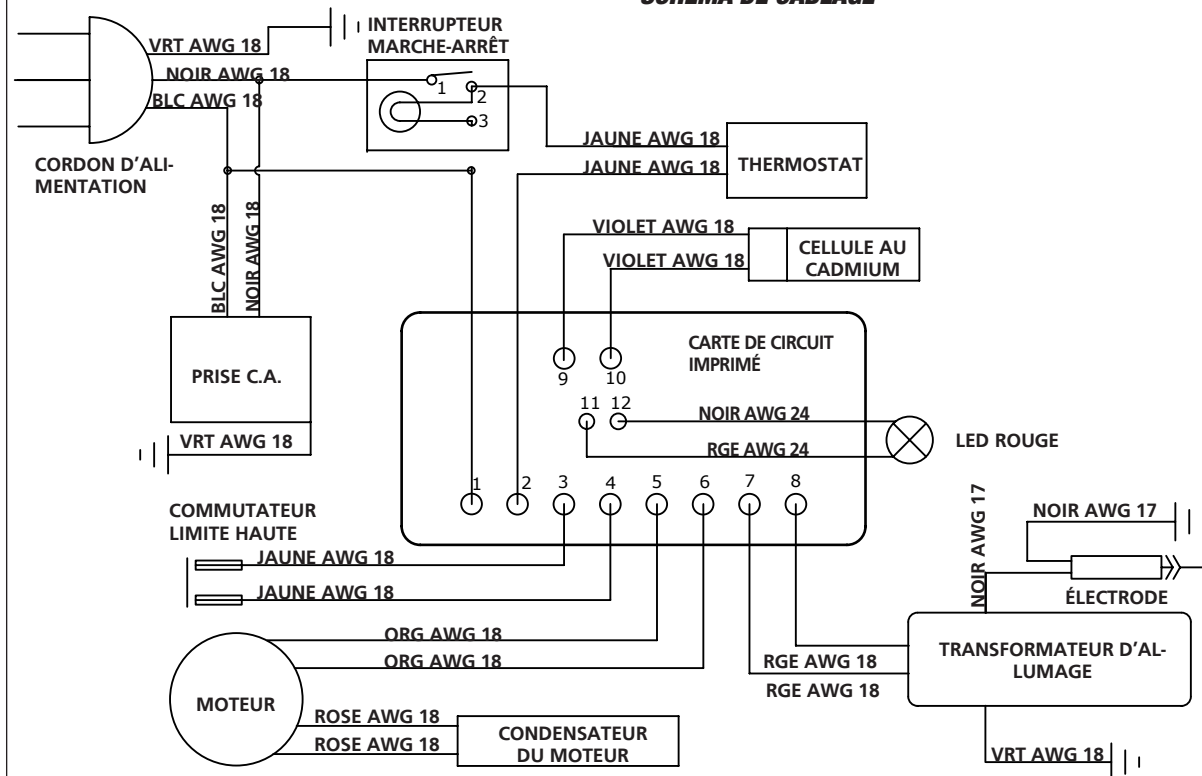 SCHÉMA DE CÂBLAGE
VRT AWG 18
INTERRUPTEUR
MARCHE-ARRÊT
NOIR AWG 18
BLC AWG 18
1
2
3
CORDON D'ALI-
MENTATION
JAUNE AWG 18
JAUNE AWG 18
THERMOSTAT
BLC AWG 18
NOIR AWG 18
VIOLET AWG 18
VIOLET AWG 18
CELLULE AU
CADMIUM
PRISE C.A.
VRT AWG 18
CARTE DE CIRCUIT
IMPRIMÉ
9
10
11
12
NOIR AWG 24
RGE AWG 24
LED ROUGE
1
2
3
4
5
6
7
8
COMMUTATEUR
LIMITE HAUTE
JAUNE AWG 18
JAUNE AWG 18
NOIR AWG 17
NOIR AWG 17
ÉLECTRODE
ORG AWG 18
ORG AWG 18
MOTEUR
RGE AWG 18
RGE AWG 18
TRANSFORMATEUR D'AL-
LUMAGE
ROSE AWG 18
ROSE AWG 18
CONDENSATEUR
DU MOTEUR
VRT AWG 18